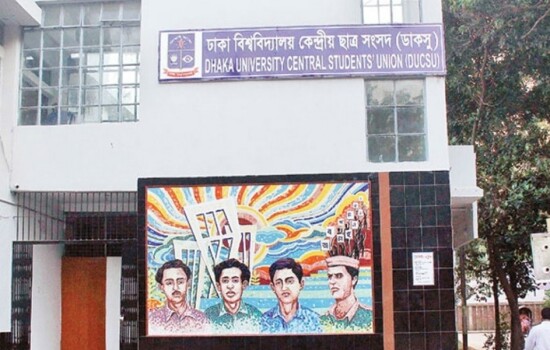 ঢাকা বিশ্ববিদ্যালয় কেন্দ্রীয় ছাত্র সংসদ (ডাকসু)
DHAKA UNIVERSITY CENTRAL STUDENTS' UNION (DUCSU)